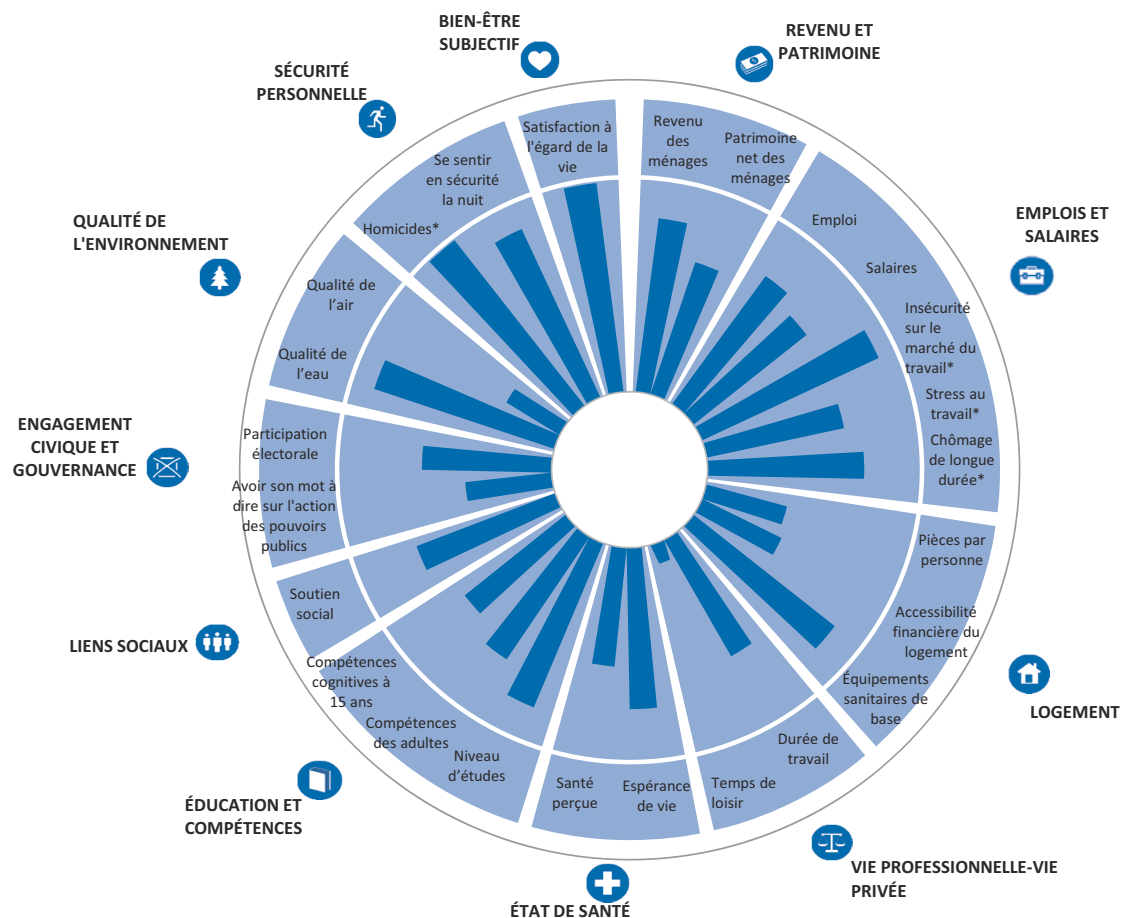 BIEN-ÊTRE
SUBJECTIF
REVENU ET
PATRIMOINE
SÉCURITÉ
PERSONNELLE
QUALITÉ DE
L'ENVIRONNEMENT
EMPLOIS ET
SALAIRES
ENGAGEMENT
CIVIQUE ET
GOUVERNANCE
LIENS SOCIAUX
LOGEMENT
ÉDUCATION ET
COMPÉTENCES
VIE PROFESSIONNELLE-VIE
PRIVÉE
ÉTAT DE SANTÉ
Satisfaction à
l'égard de la
vie
Revenu
des
ménages
Patrimoine
net des
ménages
Emploi
Salaires
Insécurité
sur le
marché du
travail*
Stress au
travail*
Chômage
de longue
durée*
Pièces par
personne
Accessibilité
financière du
logement
Équipements
sanitaires de
base
Durée de
travail
Temps de
loisir
Espérance
de vie
Santé
perçue
Niveau
d’études
Compétences
des adultes
Compétences
cognitives à
15 ans
Soutien
social
Avoir son mot à
dire sur l'action
des pouvoirs
publics
Participation
électorale
Qualité de
l’eau
Qualité de
l’air
Homicides*
Se sentir
en sécurité
la nuit